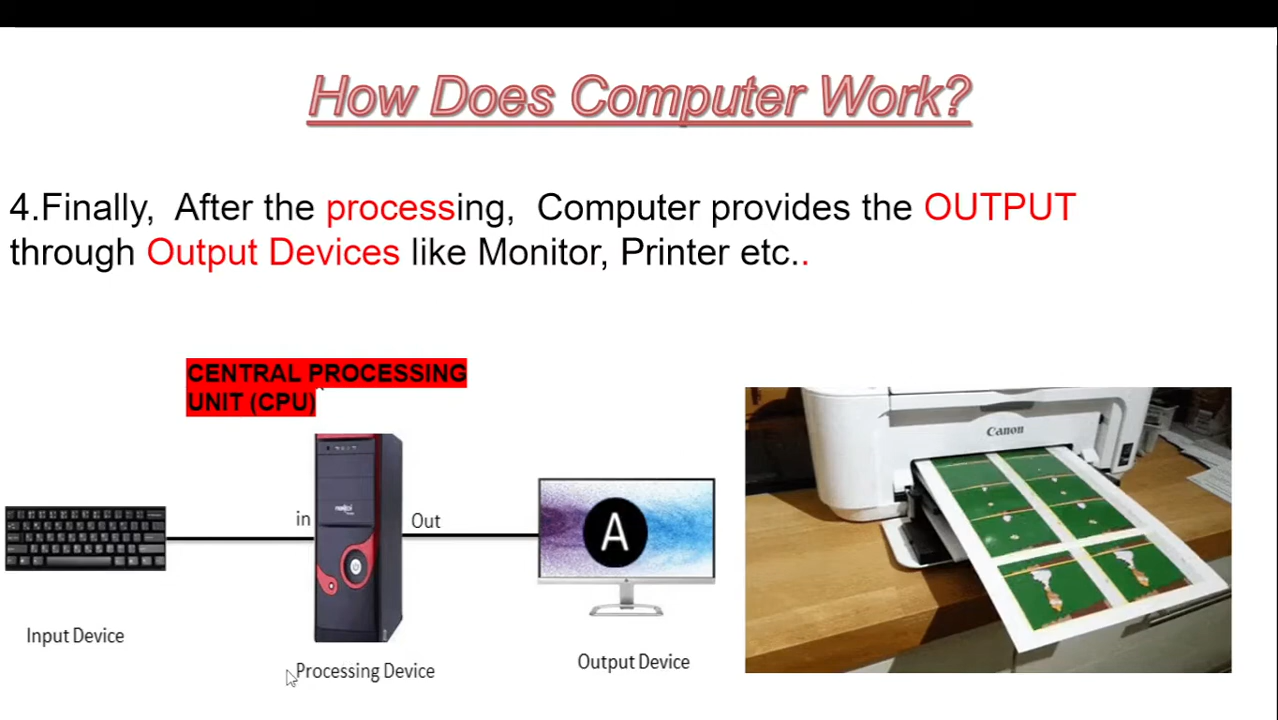 How Does Computer Work?
4.Finally, After the processing, Computer provides the OUTPUT
through Output Devices like Monitor, Printer etc..
CENTRAL PROCESSING
UNIT (CPU)
in
Out
A
Canon
Input Device
Processing Device
Output Device